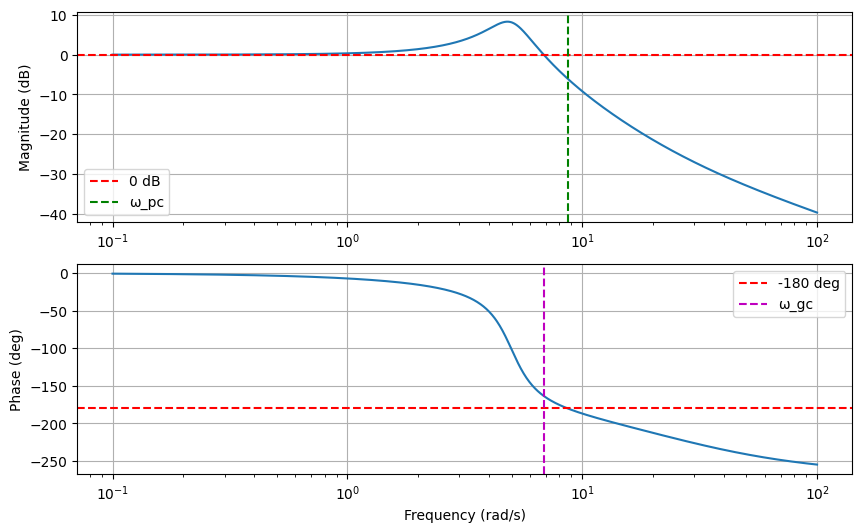 10
0
−10
−20
−30
−40
Magnitude (dB)
0 dB
ω_pc
10⁻¹
10⁰
10¹
10²
0
−50
−100
−150
−200
−250
Phase (deg)
-180 deg
ω_gc
10⁻¹
10⁰
10¹
10²
Frequency (rad/s)